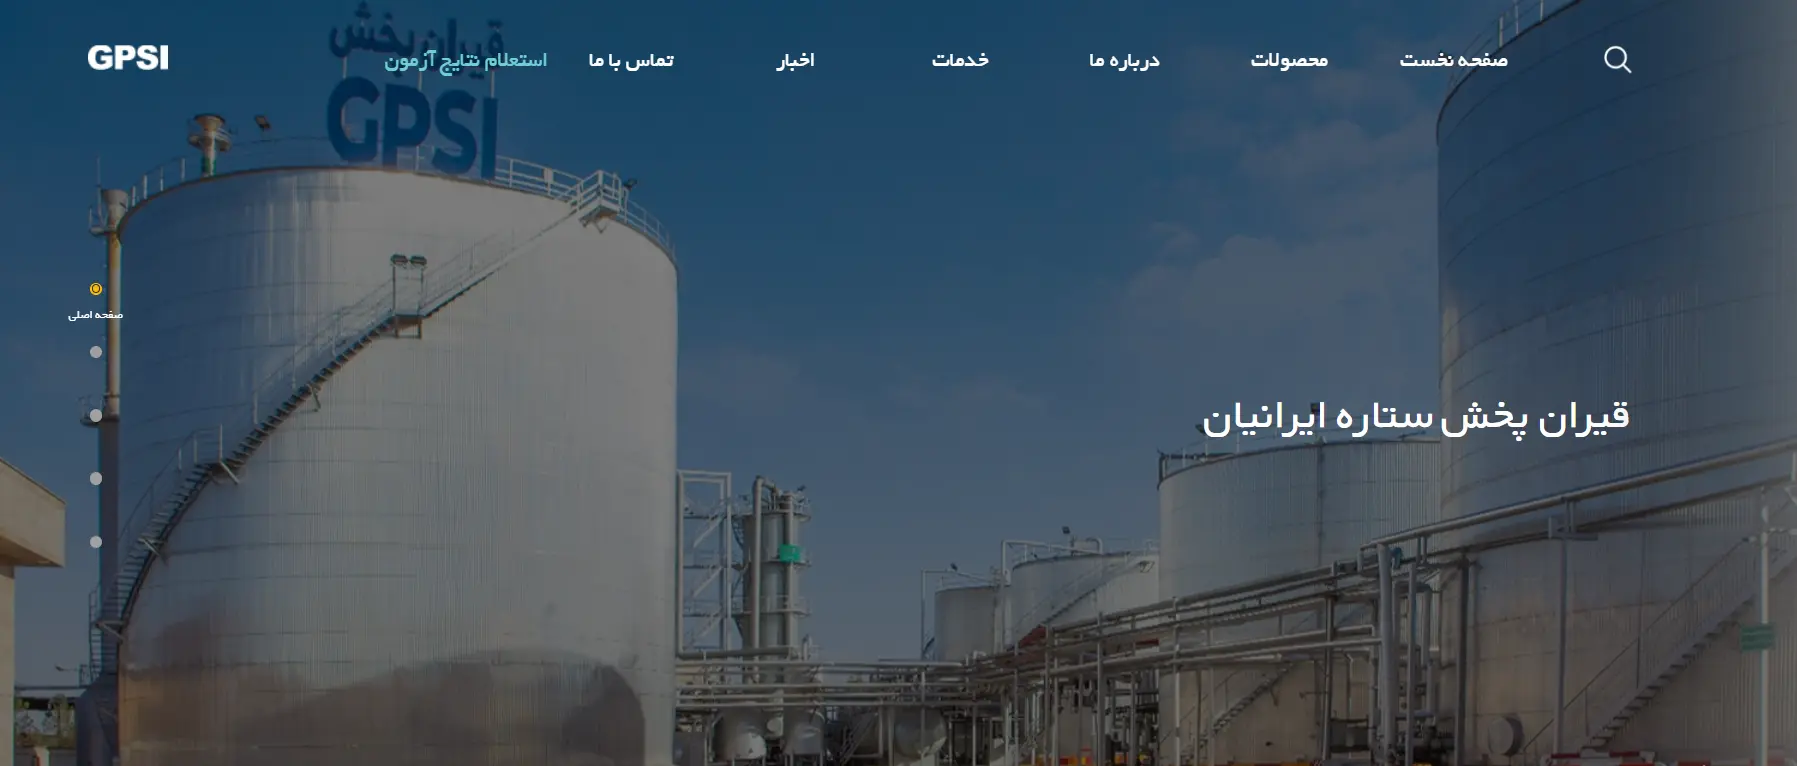 صفحه نخست
محصولات
درباره ما
خدمات
اخبار
تماس با ما
استعلام نتایج آزمون
GPSI
قیران پخش
GPSI
صفحه اصلی
قیران پخش ستاره ایرانیان